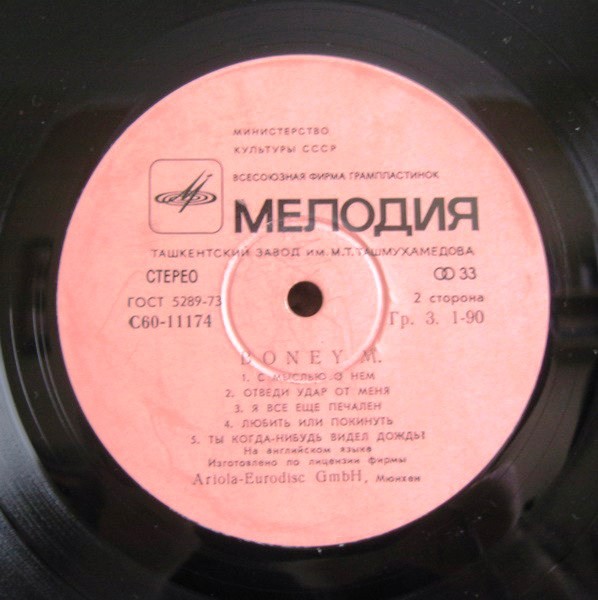 МИНИСТЕРСТВО
КУЛЬТУРЫ СССР
ВСЕСОЮЗНАЯ ФИРМА ГРАМПЛАСТИНОК
МЕЛОДИЯ
ТАШКЕНТСКИЙ ЗАВОД ИМ. М.Т. ТАШМУХАМЕДОВА
СТЕРЕО 33
ГОСТ 5289-73 2 сторона
С60-11174 Гр. 3. 1-90
BONEY M.
1. С МЫСЛЬЮ О НЕМ
2. ОТВЕДИ УДАР ОТ МЕНЯ
3. Я ВСЕ ЕЩЕ ПЕЧАЛЕН
4. ЛЮБИТЬ ИЛИ ПОКИНУТЬ
5. ТЫ КОГДА-НИБУДЬ ВИДЕЛ ДОЖДЬ?
На английском языке
Изготовлено по лицензии фирмы
Ariola-Eurodisc GmbH, Мюнхен